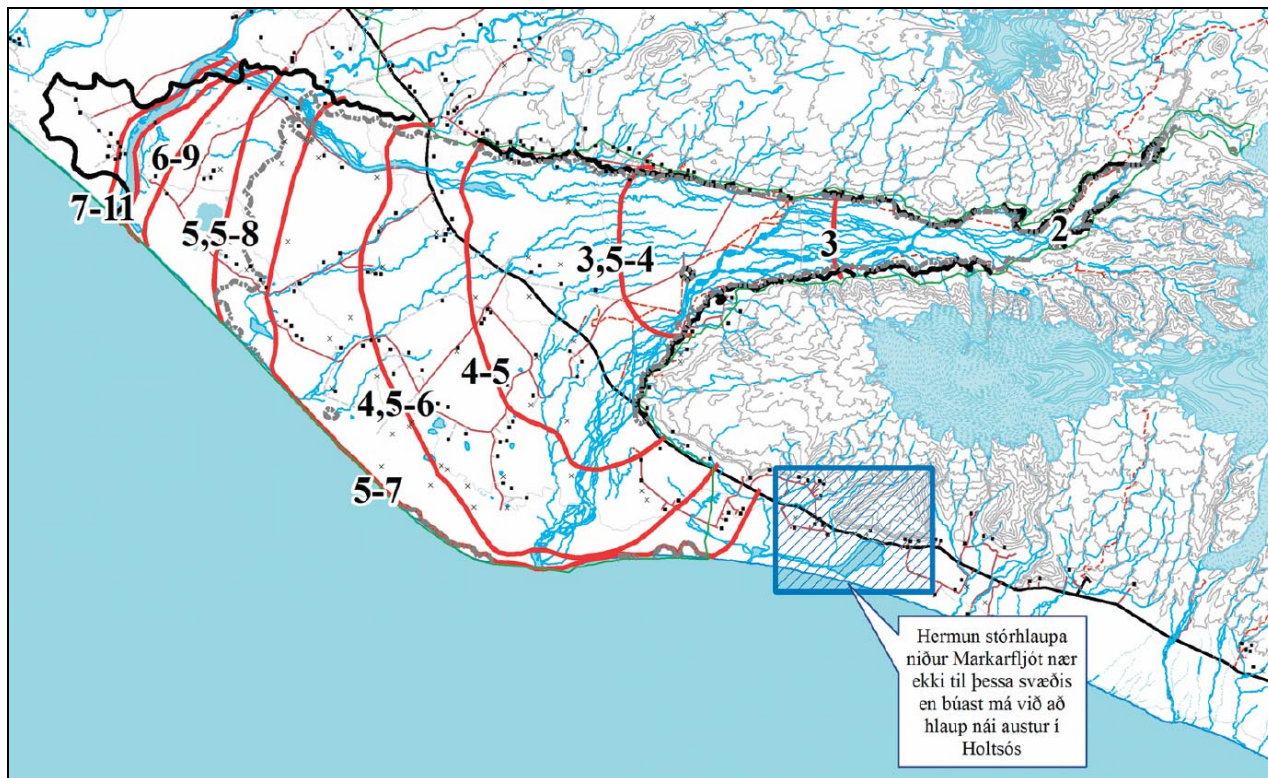 6-9
7-11
5,5-8
3,5-4
3
2
4-5
4,5-6
5-7
Hermun stórhlaupa
niður Markarfljót nær
ekki til þessa svæðis
en búast má við að
hlaup nái austur í
Holtsós